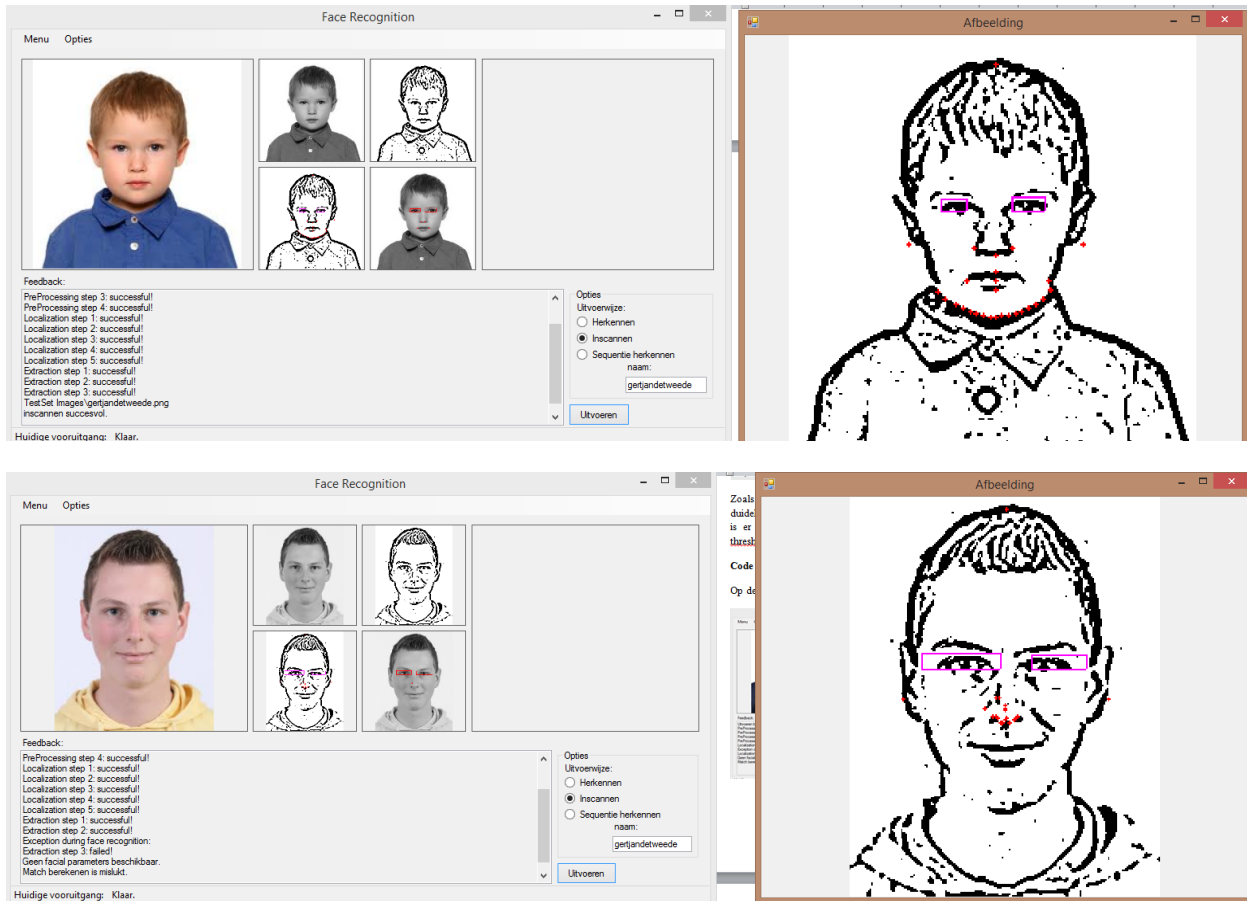 Face Recognition
Menu Opties
Feedback:
PreProcessing step 3: successful!
PreProcessing step 4: successful!
Localization step 1: successful!
Localization step 2: successful!
Localization step 3: successful!
Localization step 4: successful!
Localization step 5: successful!
Extraction step 1: successful!
Extraction step 2: successful!
Extraction step 3: successful!
TestSet Images\gertjandetweede.png
inscannen succesvol.
Opties
Uitvoerwijze:
Herkennen
Inscannen
Sequentie herkennen
naam:
gertjandetweede
Uitvoeren
Huidige vooruitgang: Klaar.
Afbeelding
Face Recognition
Menu Opties
Feedback:
PreProcessing step 4: successful!
Localization step 1: successful!
Localization step 2: successful!
Localization step 3: successful!
Localization step 4: successful!
Localization step 5: successful!
Extraction step 1: successful!
Extraction step 2: successful!
Exception during face recognition:
Extraction step 3: failed!
Geen facial parameters beschikbaar.
Match berekenen is mislukt.
Opties
Uitvoerwijze:
Herkennen
Inscannen
Sequentie herkennen
naam:
gertjandetweede
Uitvoeren
Huidige vooruitgang: Klaar.
Zoals
duide
is er
thresh
Code
Op de
Afbeelding